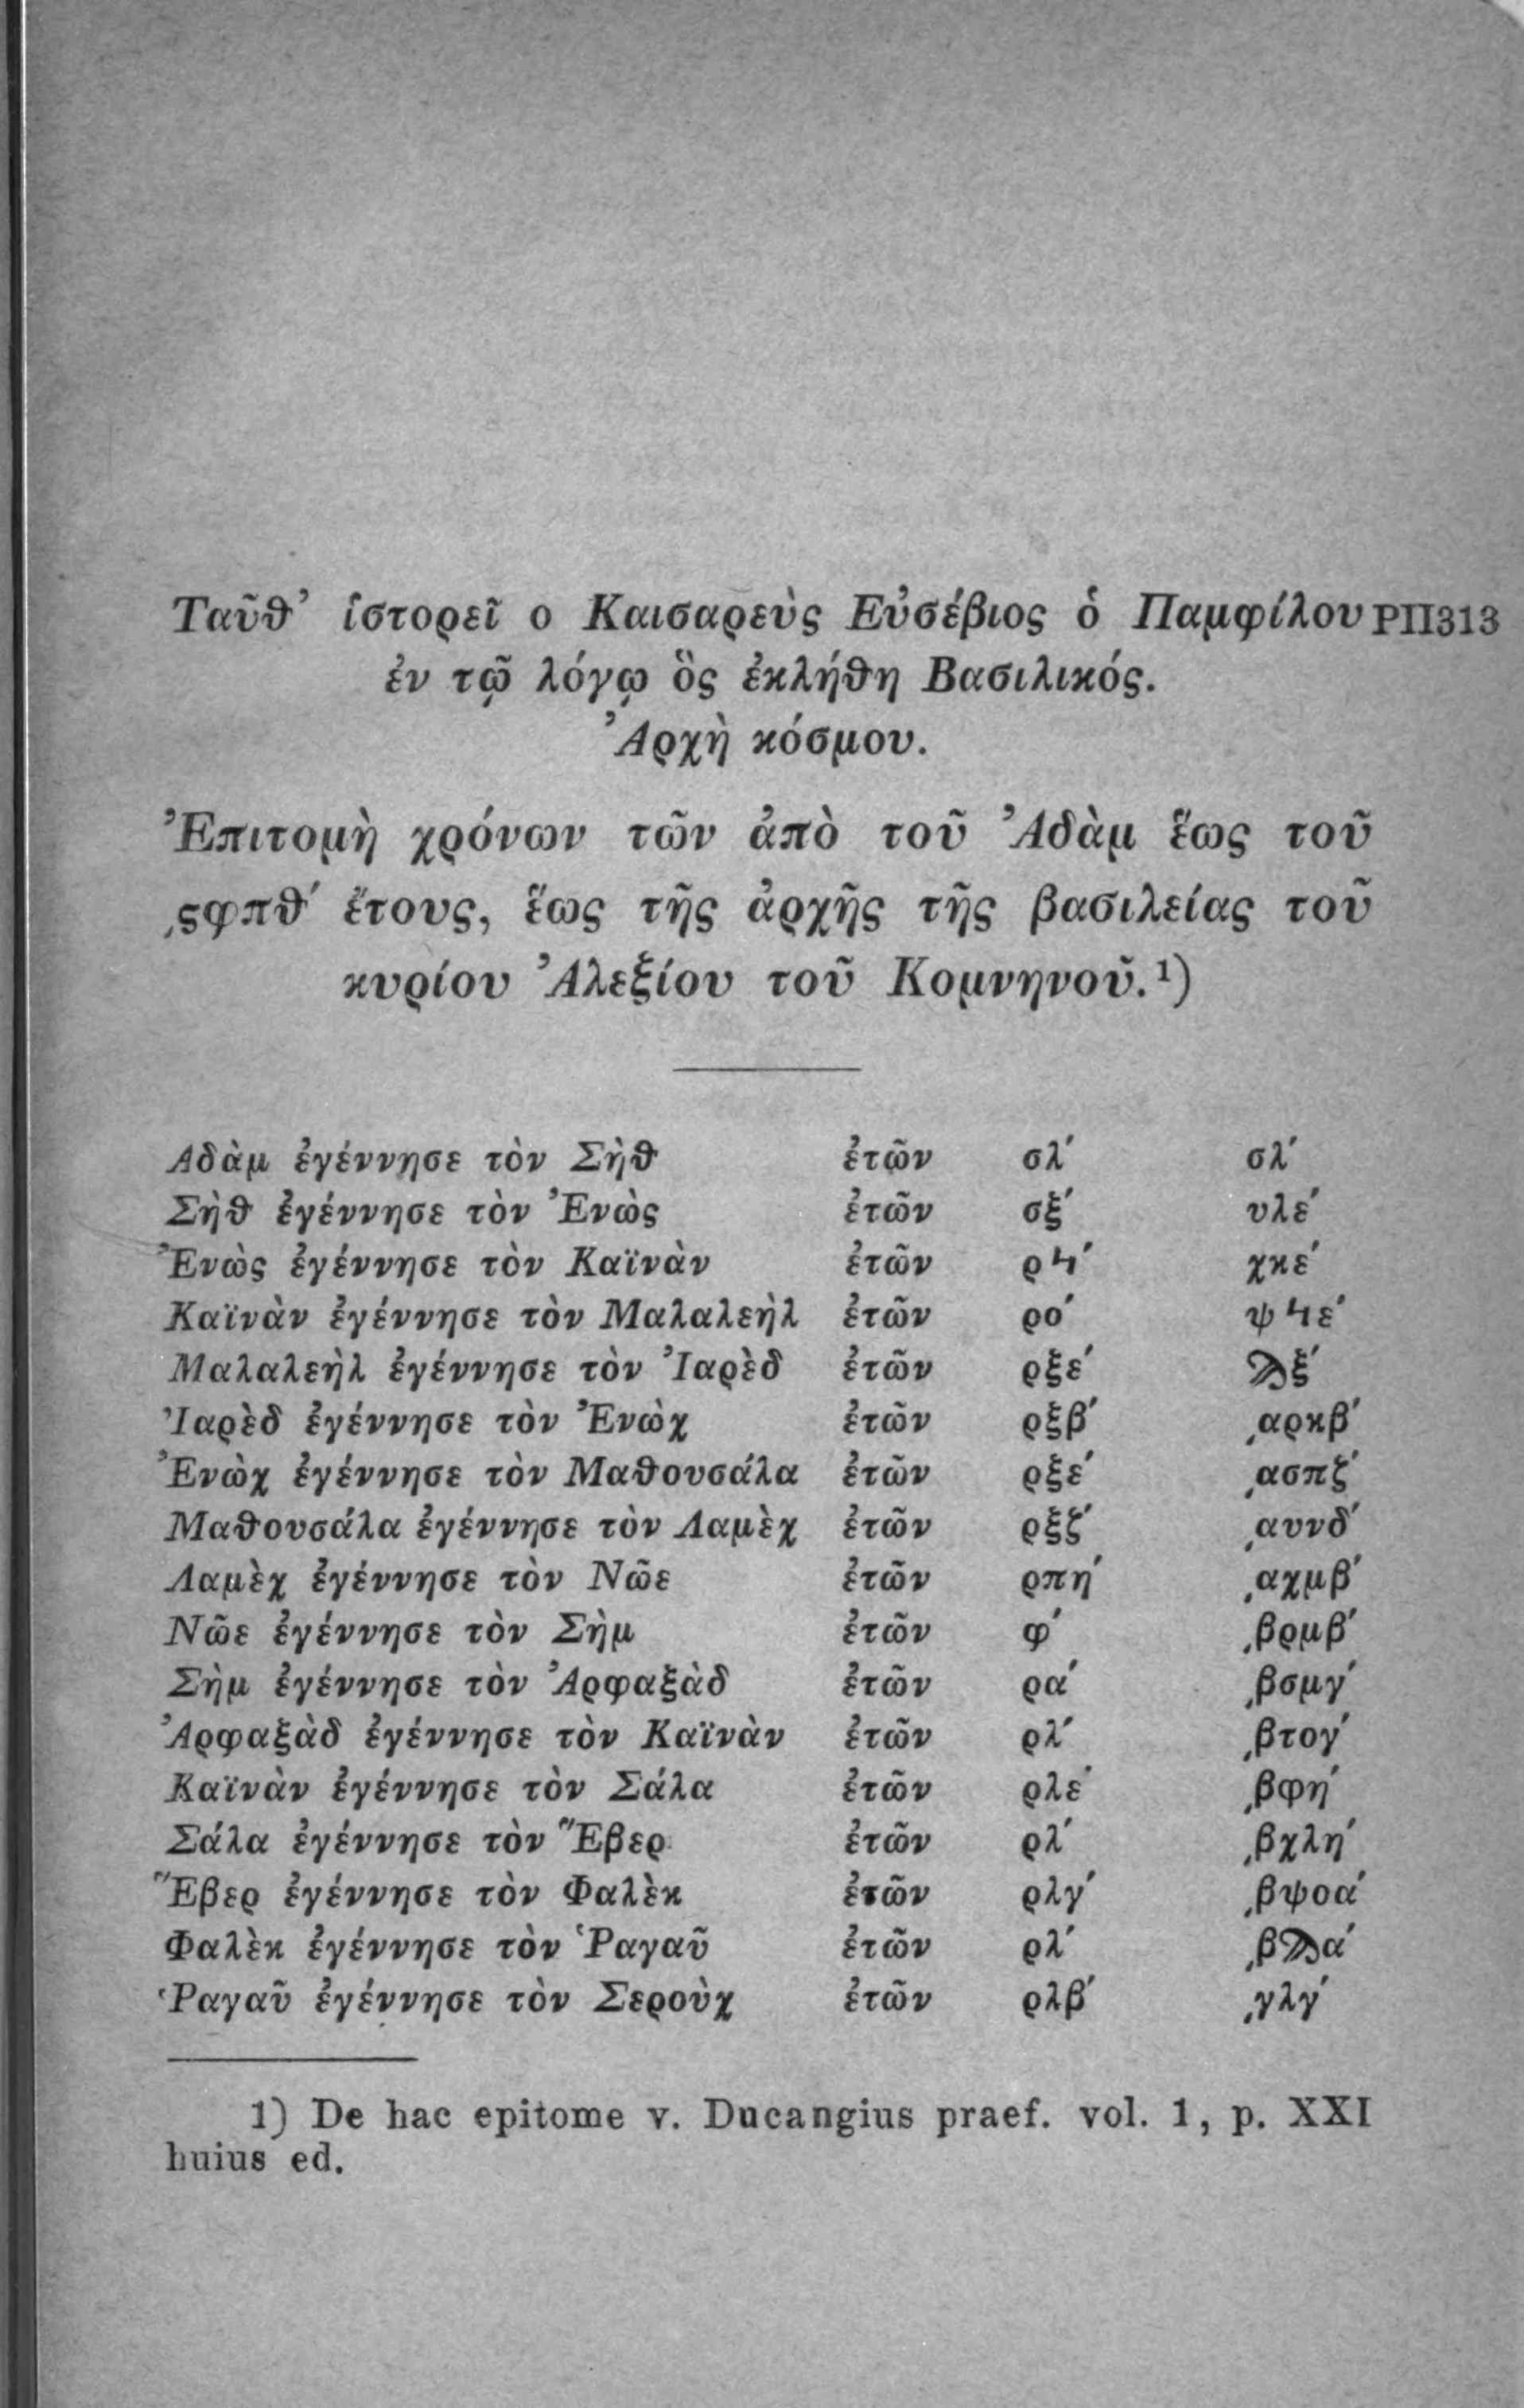 Ταῦθ’ ἱστορεῖ ο Καισαρεὺς Εὐσέβιος ὁ Παμφίλου PII313
ἐν τῷ λόγῳ ὃς ἐκλήθη Βασιλικός.
Ἀρχὴ κόσμου.
Ἐπιτομὴ χρόνων τῶν ἀπὸ τοῦ Ἀδὰμ ἕως τοῦ
͵ϛφπθ´ ἔτους, ἕως τῆς ἀρχῆς τῆς βασιλείας τοῦ
κυρίου Ἀλεξίου τοῦ Κομνηνοῦ.¹)
Αδὰμ ἐγέννησε τὸν Σὴθ ἐτῶν σλ´ σλ´
Σὴθ ἐγέννησε τὸν Ἐνὼς ἐτῶν σξ´ υλε´
Ἐνὼς ἐγέννησε τὸν Καϊνὰν ἐτῶν ρϟ´ χκε´
Καϊνὰν ἐγέννησε τὸν Μαλαλεὴλ ἐτῶν ρο´ ψϟε´
Μαλαλεὴλ ἐγέννησε τὸν Ἰαρὲδ ἐτῶν ρξε´ ϡξ´
Ἰαρὲδ ἐγέννησε τὸν Ἐνὼχ ἐτῶν ρξβ´ ͵αρκβ´
Ἐνὼχ ἐγέννησε τὸν Μαθουσάλα ἐτῶν ρξε´ ͵ασπζ´
Μαθουσάλα ἐγέννησε τὸν Λαμὲχ ἐτῶν ρξζ´ ͵αυνδ´
Λαμὲχ ἐγέννησε τὸν Νῶε ἐτῶν ρπη´ ͵αχμβ´
Νῶε ἐγέννησε τὸν Σὴμ ἐτῶν φ´ ͵βρμβ´
Σὴμ ἐγέννησε τὸν Ἀρφαξὰδ ἐτῶν ρα´ ͵βσμγ´
Ἀρφαξὰδ ἐγέννησε τὸν Καϊνὰν ἐτῶν ρλ´ ͵βτογ´
Καϊνὰν ἐγέννησε τὸν Σάλα ἐτῶν ρλε´ ͵βφη´
Σάλα ἐγέννησε τὸν Ἔβερ ἐτῶν ρλ´ ͵βχλη´
Ἔβερ ἐγέννησε τὸν Φαλὲκ ἐτῶν ρλγ´ ͵βψοα´
Φαλὲκ ἐγέννησε τὸν Ῥαγαῦ ἐτῶν ρλ´ ͵βϡα´
Ῥαγαῦ ἐγέννησε τὸν Σεροὺχ ἐτῶν ρλβ´ ͵γλγ´
1) De hac epitome v. Ducangius praef. vol. 1, p. XXI
huius ed.